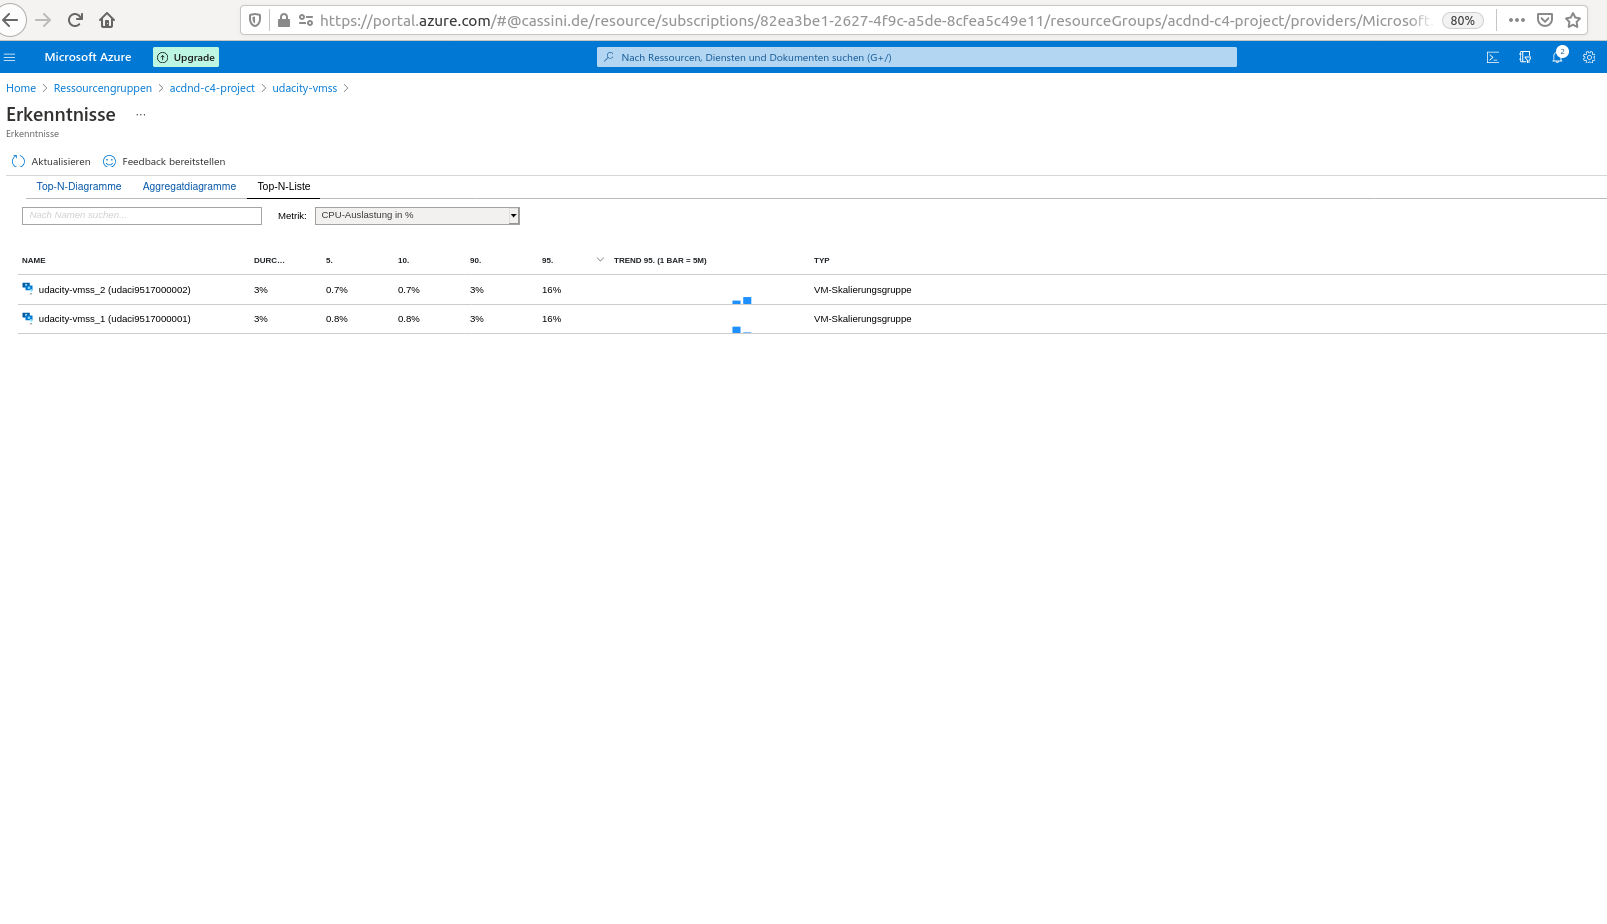 https://portal.azure.com/#@cassini.de/resource/subscriptions/82ea3be1-2627-4f9c-a5de-8cfea5c49e11/resourceGroups/acdnd-c4-project/providers/Microsoft. 80%
Microsoft Azure Upgrade Nach Ressourcen, Diensten und Dokumenten suchen (G+/) 2
Home > Ressourcengruppen > acdnd-c4-project > udacity-vmss >
Erkenntnisse ...
Erkenntnisse
Aktualisieren Feedback bereitstellen
Top-N-Diagramme Aggregatdiagramme Top-N-Liste
Nach Namen suchen... Metrik: CPU-Auslastung in %
NAME DURC... 5. 10. 90. 95. TREND 95. (1 BAR = 5M) TYP
udacity-vmss_2 (udaci9517000002) 3% 0.7% 0.7% 3% 16% VM-Skalierungsgruppe
udacity-vmss_1 (udaci9517000001) 3% 0.8% 0.8% 3% 16% VM-Skalierungsgruppe